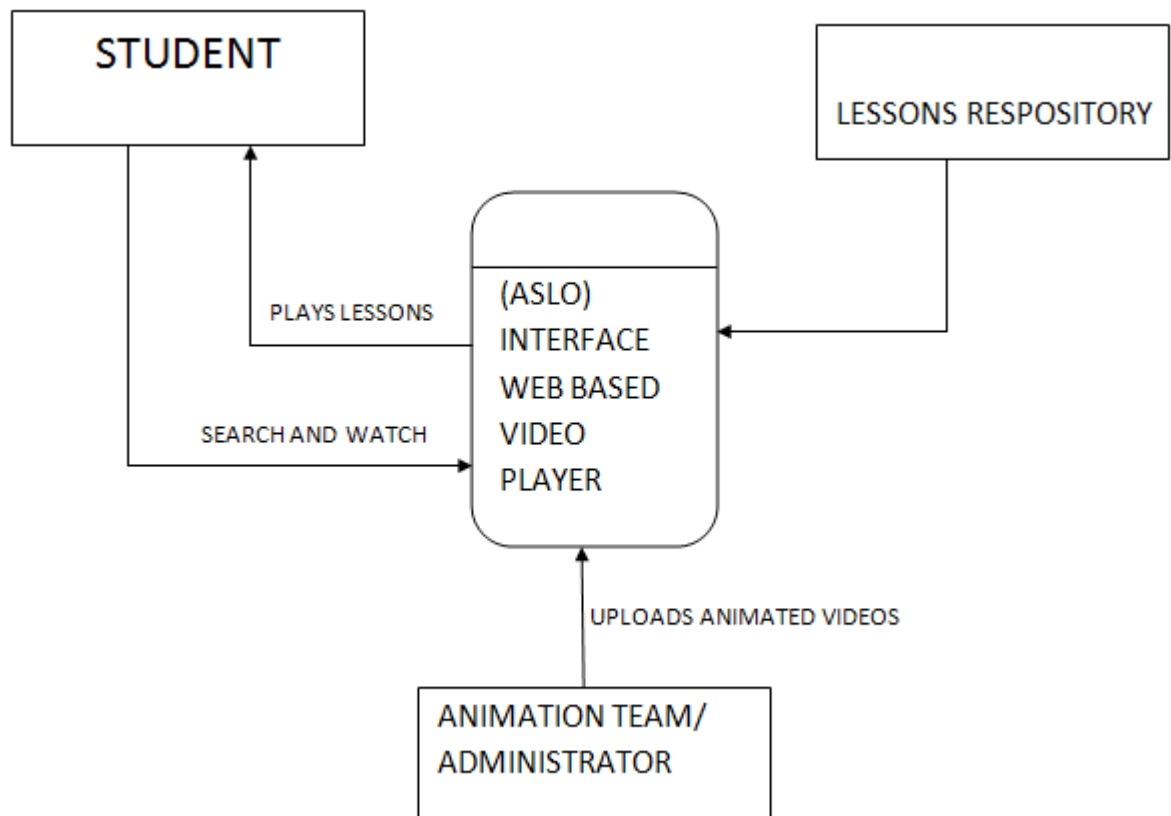 STUDENT
LESSONS RESPOSITORY
(ASLO)
INTERFACE
WEB BASED
VIDEO
PLAYER
PLAYS LESSONS
SEARCH AND WATCH
UPLOADS ANIMATED VIDEOS
ANIMATION TEAM/
ADMINISTRATOR